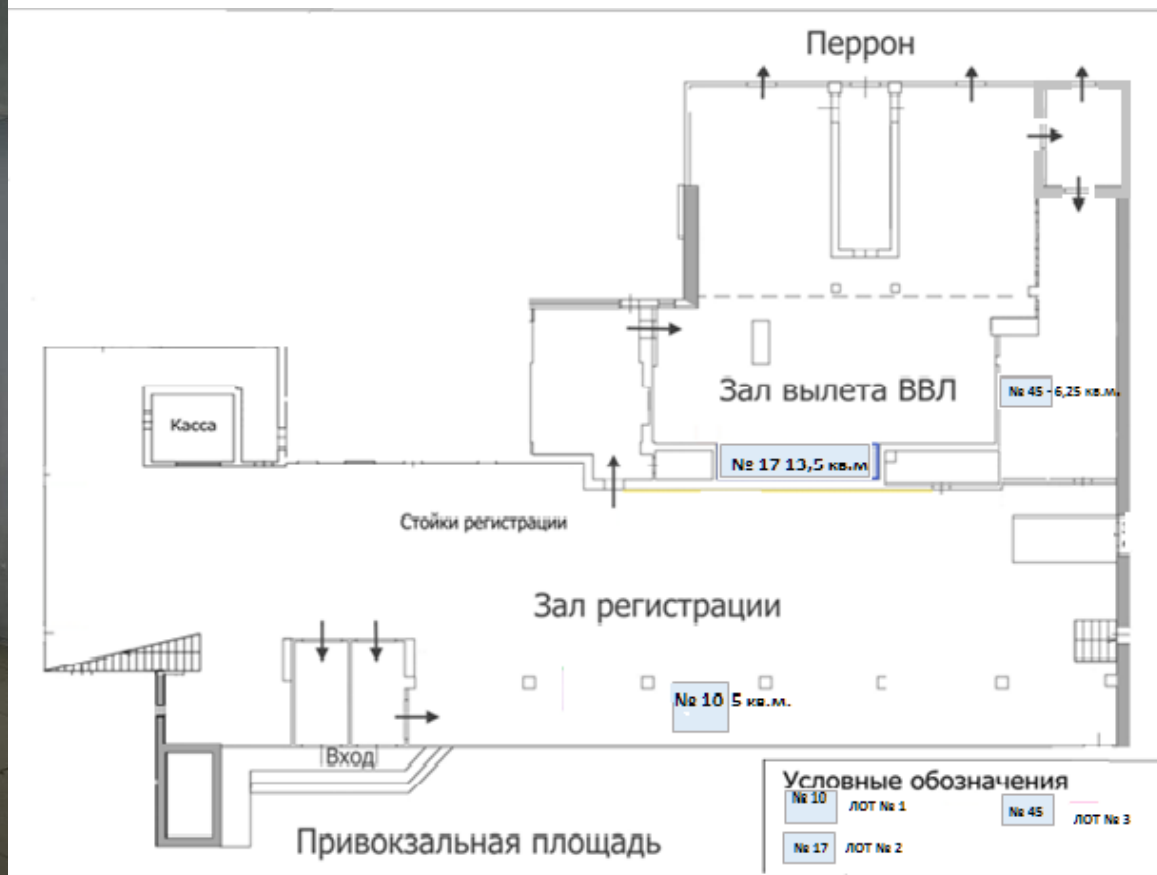 Перрон
Зал вылета ВВЛ
№ 45 - 6,25 кв.м.
Касса
№ 17 13,5 кв.м
Стойки регистрации
Зал регистрации
№ 10 5 кв.м.
Вход
Привокзальная площадь
Условные обозначения
№ 10 ЛОТ № 1
№ 45 ЛОТ № 3
№ 17 ЛОТ № 2